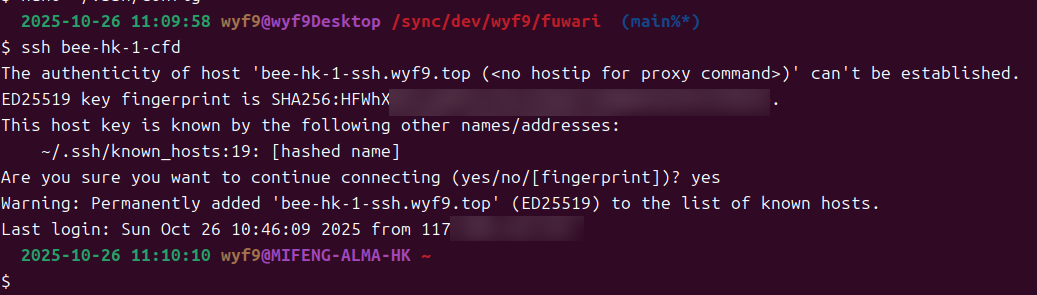 2025-10-26 11:09:58 wyf9@wyf9Desktop /sync/dev/wyf9/fuwari (main%*)
$ ssh bee-hk-1-cfd
The authenticity of host 'bee-hk-1-ssh.wyf9.top (<no hostip for proxy command>)' can't be established.
ED25519 key fingerprint is SHA256:HFWhX.
This host key is known by the following other names/addresses:
~/.ssh/known_hosts:19: [hashed name]
Are you sure you want to continue connecting (yes/no/[fingerprint])? yes
Warning: Permanently added 'bee-hk-1-ssh.wyf9.top' (ED25519) to the list of known hosts.
Last login: Sun Oct 26 10:46:09 2025 from 117
2025-10-26 11:10:10 wyf9@MIFENG-ALMA-HK ~
$